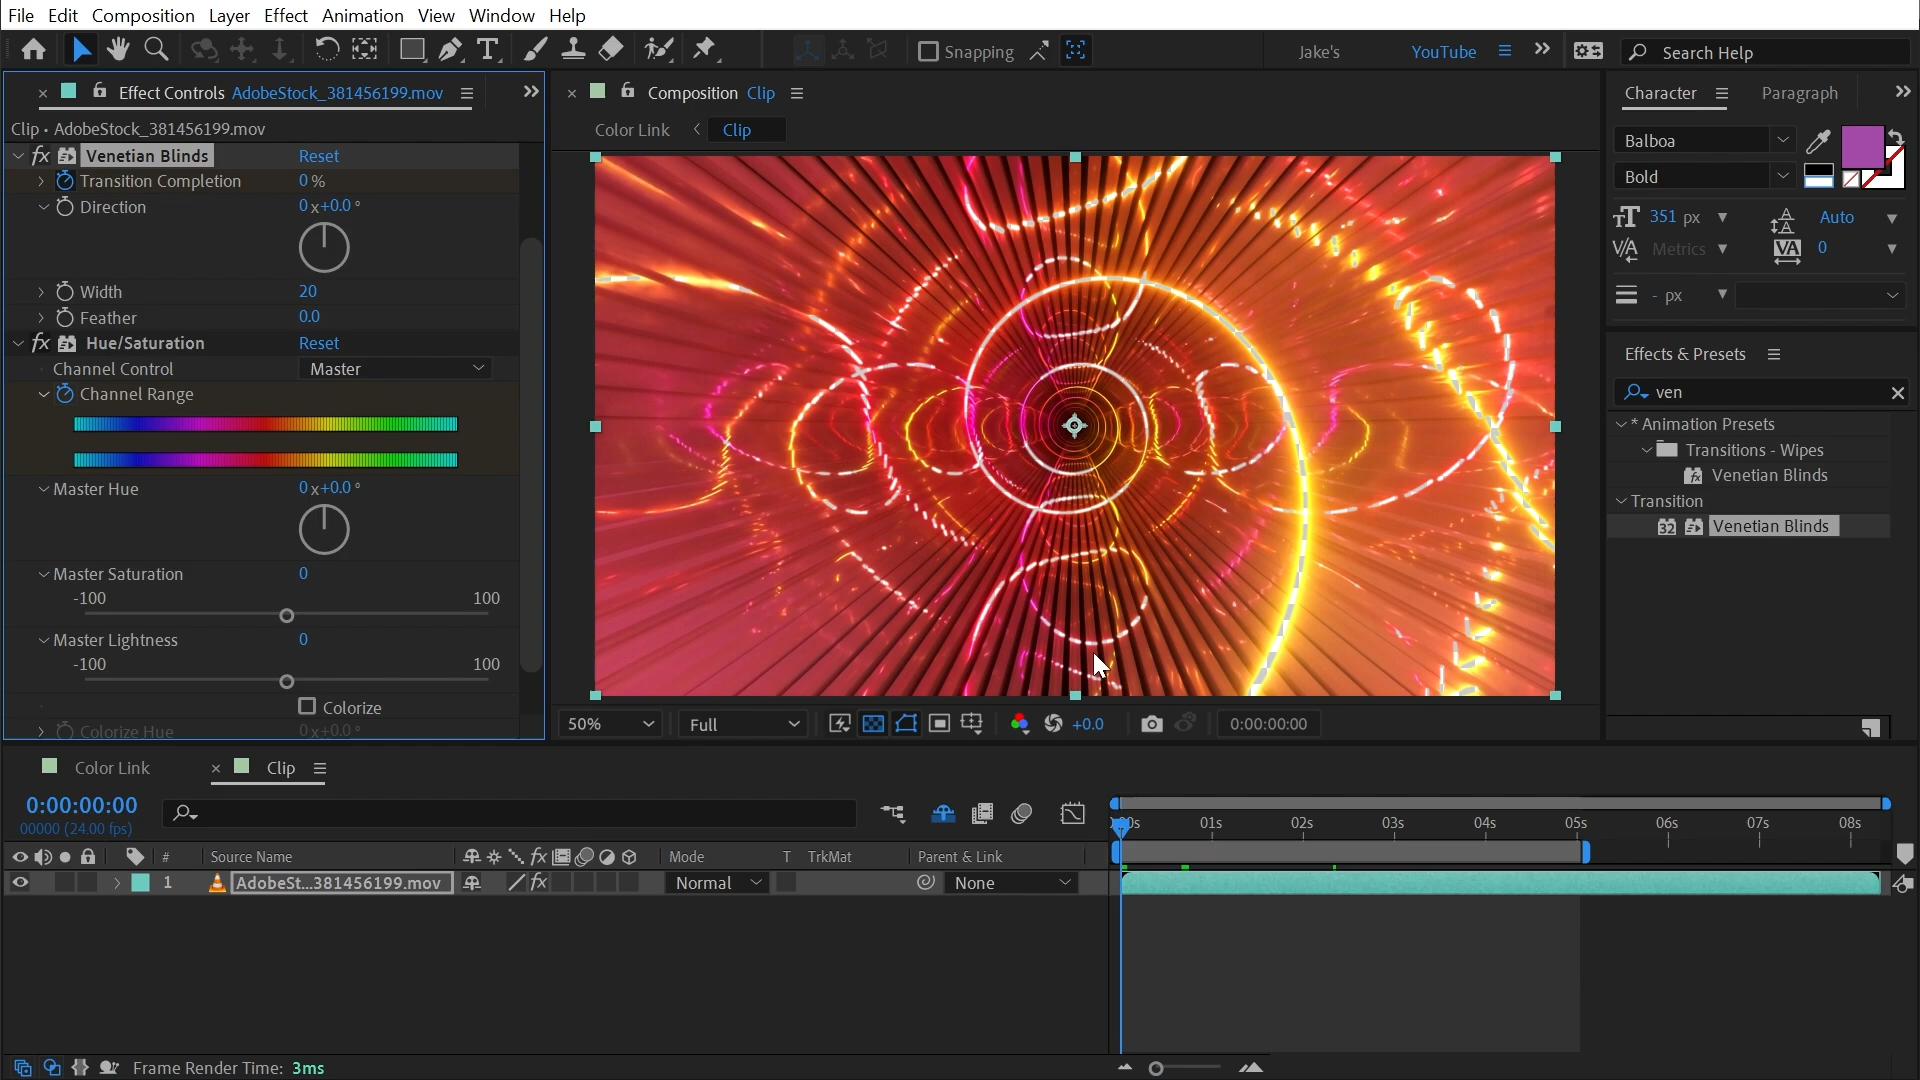 File Edit Composition Layer Effect Animation View Window Help
Snapping
Jake's YouTube
Search Help
Effect Controls AdobeStock_381456199.mov
Clip • AdobeStock_381456199.mov
fx Venetian Blinds Reset
Transition Completion 0 %
Direction 0 x+0.0 °
Width 20
Feather 0.0
fx Hue/Saturation Reset
Channel Control Master
Channel Range
Master Hue 0 x+0.0 °
Master Saturation 0
-100 100
Master Lightness 0
-100 100
Colorize
Colorize Hue 0 x+0.0 °
Composition Clip
Color Link Clip
50% Full +0.0 0:00:00:00
Character Paragraph
Balboa
Bold
351 px Auto
Metrics 0
- px
Effects & Presets
ven
* Animation Presets
Transitions - Wipes
Venetian Blinds
Transition
32 Venetian Blinds
Color Link Clip
0:00:00:00
00000 (24.00 fps)
01s 02s 03s 04s 05s 06s 07s 08s
# Source Name fx Mode T TrkMat Parent & Link
1 AdobeSt...381456199.mov fx Normal None
Frame Render Time: 3ms